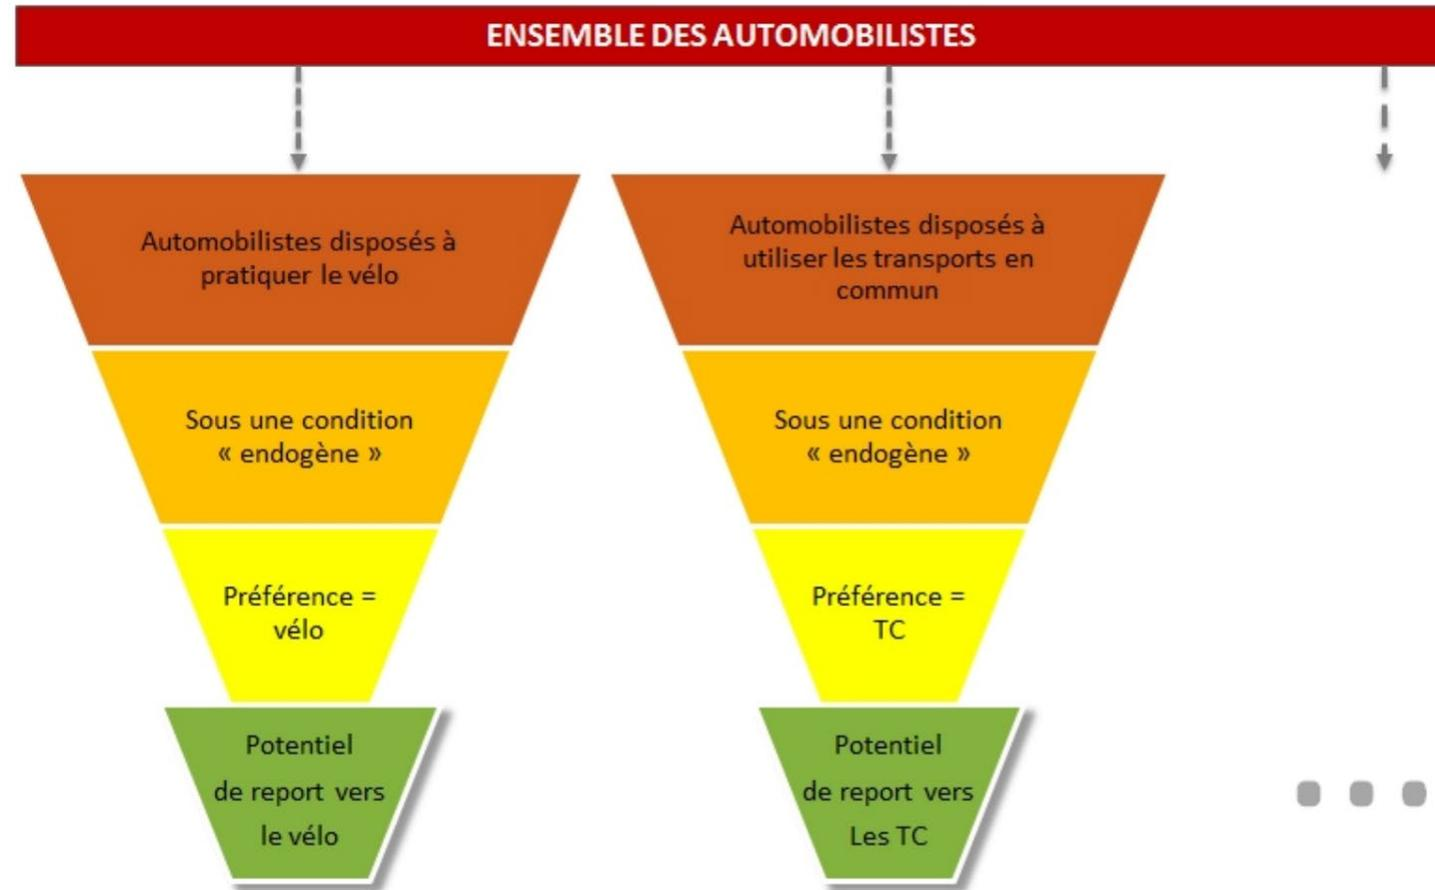 ENSEMBLE DES AUTOMOBILISTES
Automobilistes disposés à
pratiquer le vélo
Sous une condition
« endogène »
Préférence =
vélo
Potentiel
de report vers
le vélo
Automobilistes disposés à
utiliser les transports en
commun
Sous une condition
« endogène »
Préférence =
TC
Potentiel
de report vers
Les TC